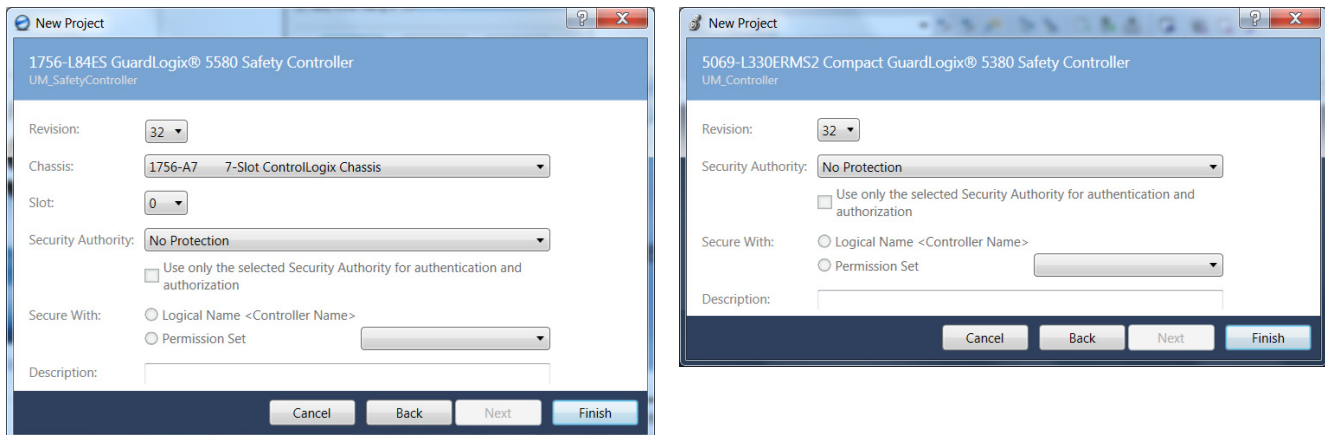 New Project
1756-L84ES GuardLogix® 5580 Safety Controller
UM_SafetyController
Revision: 32
Chassis: 1756-A7 7-Slot ControlLogix Chassis
Slot: 0
Security Authority: No Protection
Use only the selected Security Authority for authentication and
authorization
Secure With: Logical Name <Controller Name>
Permission Set
Description:
Cancel Back Next Finish
New Project
5069-L330ERMS2 Compact GuardLogix® 5380 Safety Controller
UM_Controller
Revision: 32
Security Authority: No Protection
Use only the selected Security Authority for authentication and
authorization
Secure With: Logical Name <Controller Name>
Permission Set
Description:
Cancel Back Next Finish